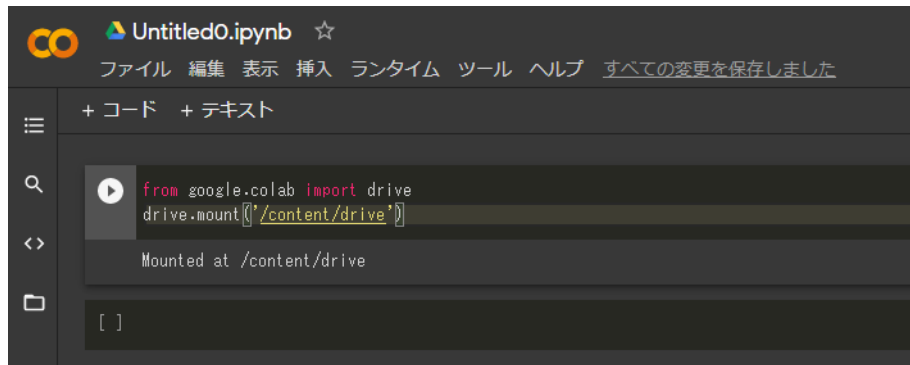 Untitled0.ipynb
ファイル 編集 表示 挿入 ランタイム ツール ヘルプ すべての変更を保存しました
+ コード + テキスト
from google.colab import drive
drive.mount('/content/drive')
Mounted at /content/drive
[ ]